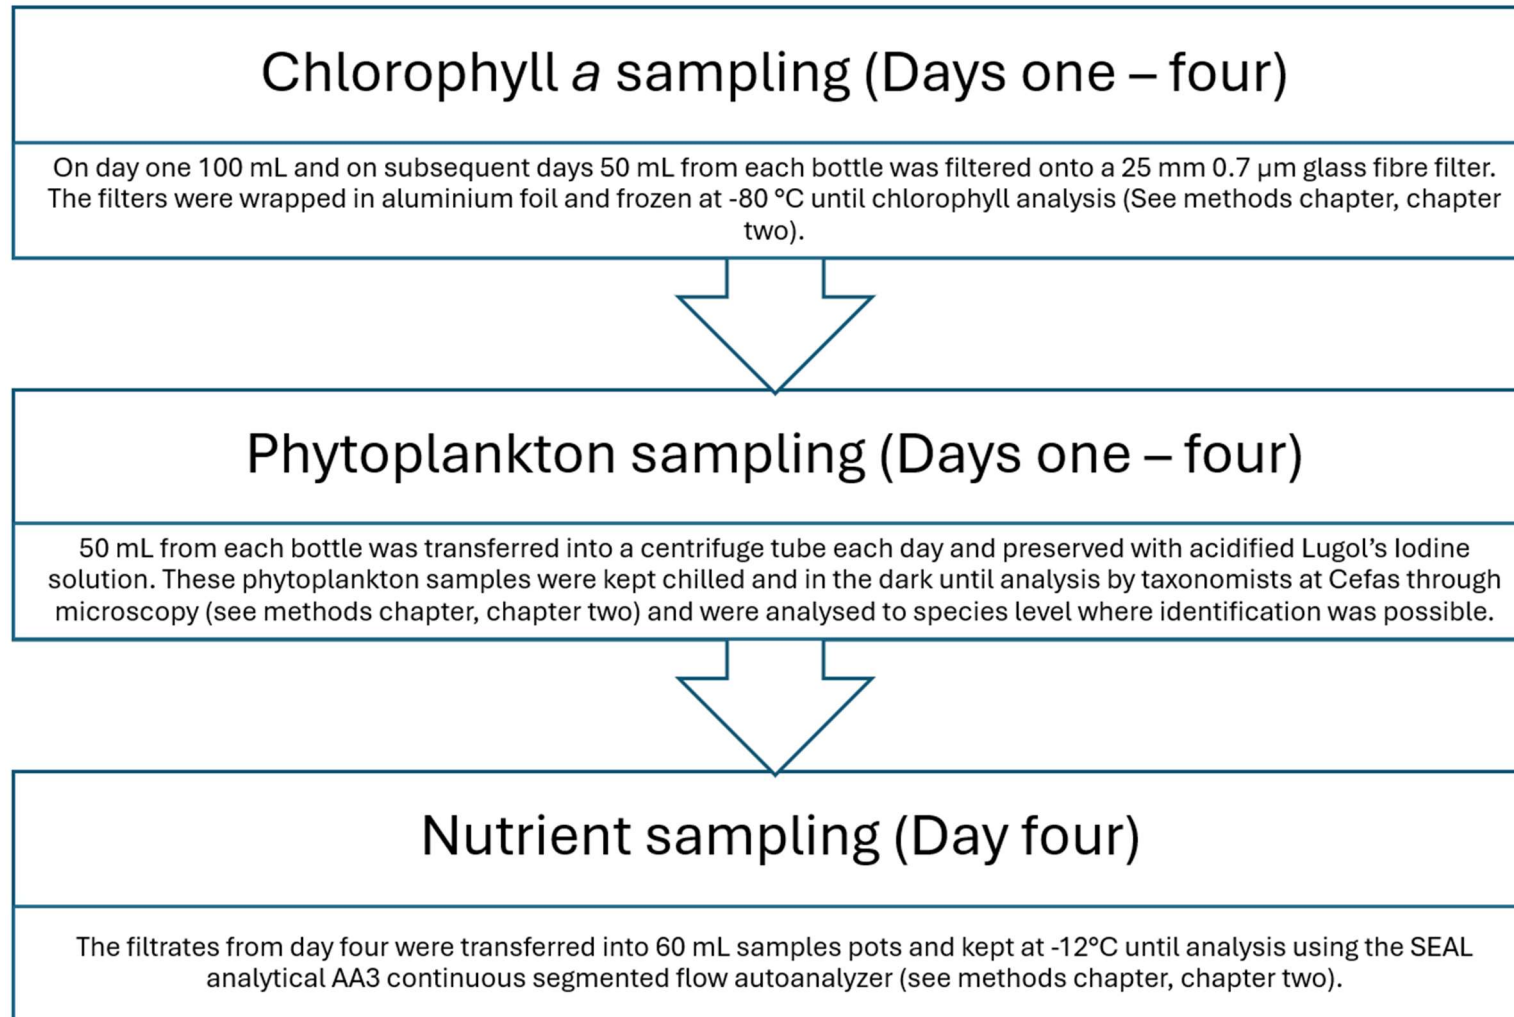 Chlorophyll a sampling (Days one – four)
On day one 100 mL and on subsequent days 50 mL from each bottle was filtered onto a 25 mm 0.7 µm glass fibre filter.
The filters were wrapped in aluminium foil and frozen at -80 °C until chlorophyll analysis (See methods chapter, chapter
two).
Phytoplankton sampling (Days one – four)
50 mL from each bottle was transferred into a centrifuge tube each day and preserved with acidified Lugol’s Iodine
solution. These phytoplankton samples were kept chilled and in the dark until analysis by taxonomists at Cefas through
microscopy (see methods chapter, chapter two) and were analysed to species level where identification was possible.
Nutrient sampling (Day four)
The filtrates from day four were transferred into 60 mL samples pots and kept at -12°C until analysis using the SEAL
analytical AA3 continuous segmented flow autoanalyzer (see methods chapter, chapter two).